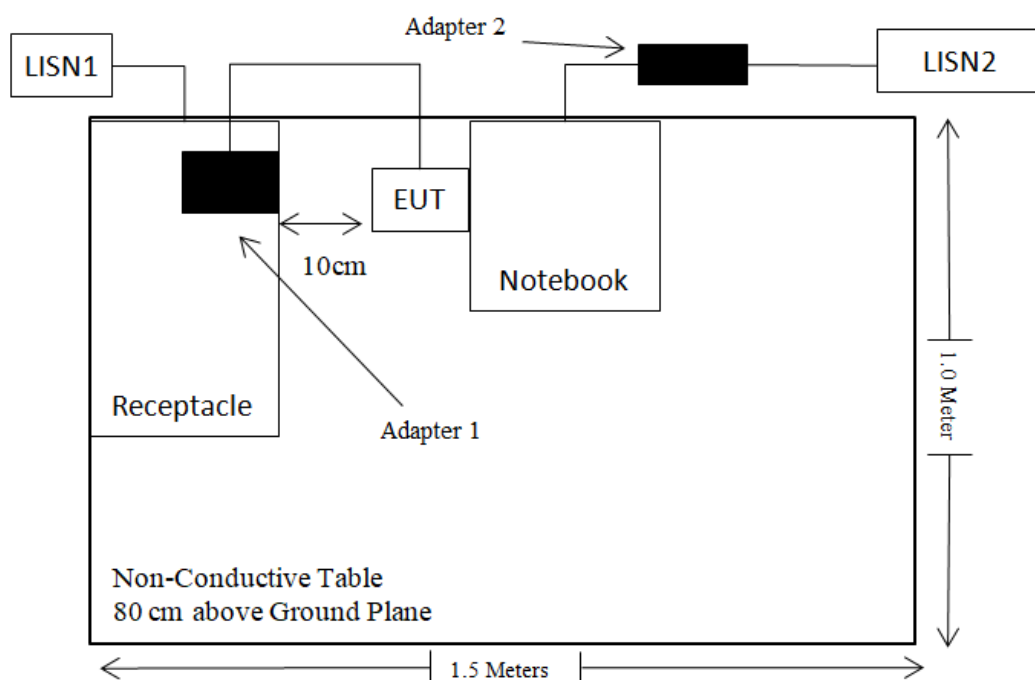 Adapter 2
LISN1
LISN2
EUT
10cm
Notebook
Receptacle
Adapter 1
1.0 Meter
Non-Conductive Table
80 cm above Ground Plane
1.5 Meters